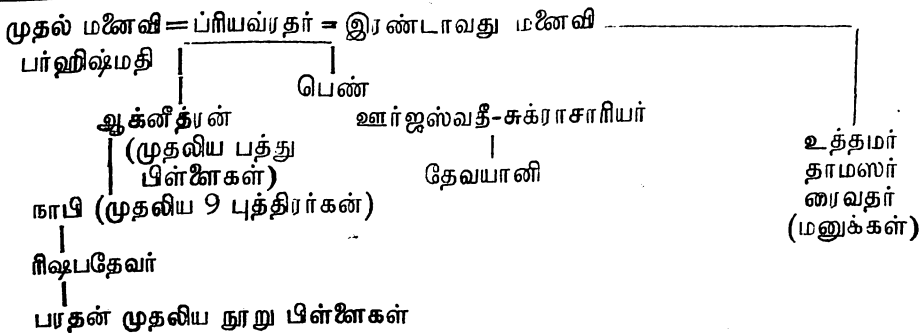 முதல் மனைவி = ப்ரியவ்ரதர் = இரண்டாவது மனைவி
பர்ஹிஷ்மதி
பெண்
ஆக்னீத்ரன்
ஊர்ஜஸ்வதீ-சுக்ராசாரியர்
(முதலிய பத்து
பிள்ளைகள்)
தேவயானி
உத்தமர்
தாமஸர்
ரைவதர்
(மனுக்கள்)
நாபி (முதலிய 9 புத்திரர்கன்)
ரிஷபதேவர்
பரதன் முதலிய நூறு பிள்ளைகள்